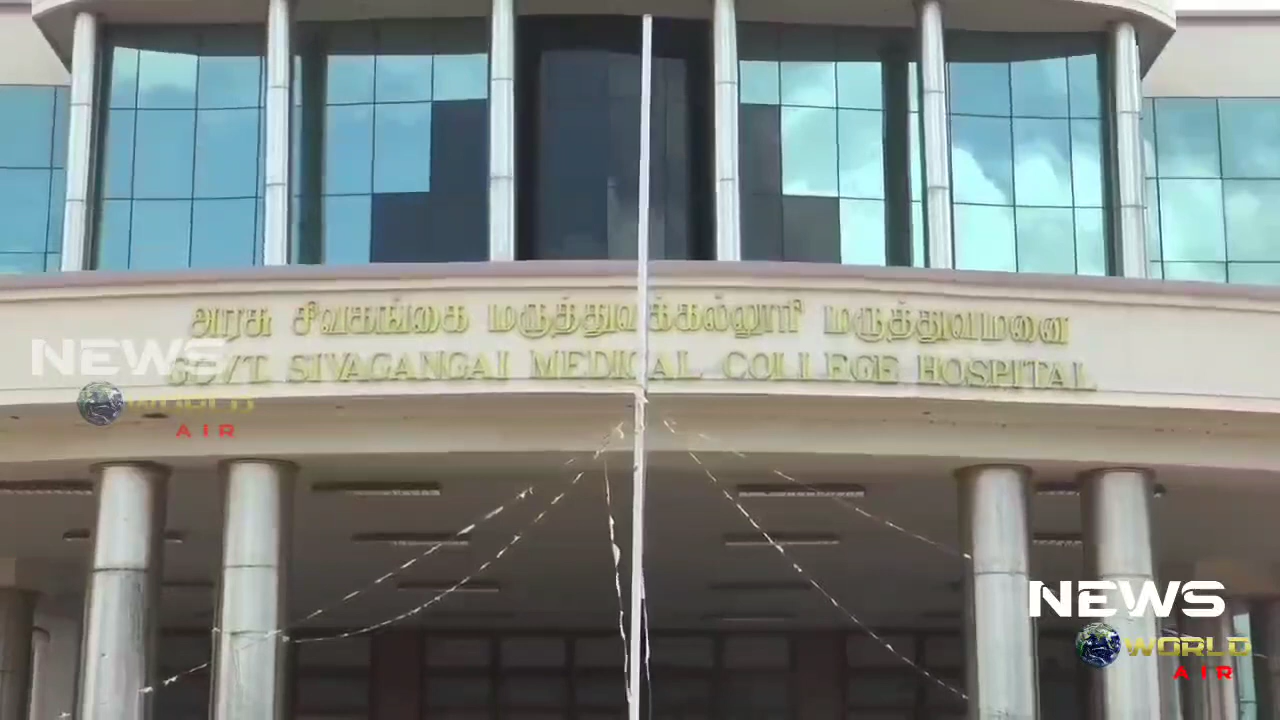 அரசு சிவகங்கை மருத்துவக்கல்லூரி மருத்துவமனை
GOVT. SIVAGANGAI MEDICAL COLLEGE HOSPITAL
NEWS
WORLD
AIR
NEWS
WORLD
AIR